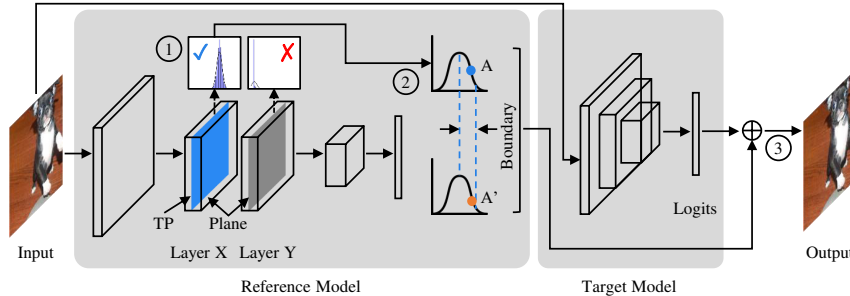 1
2
A
Boundary
A'
3
TP
Plane
Logits
Input
Layer X
Layer Y
Output
Reference Model
Target Model